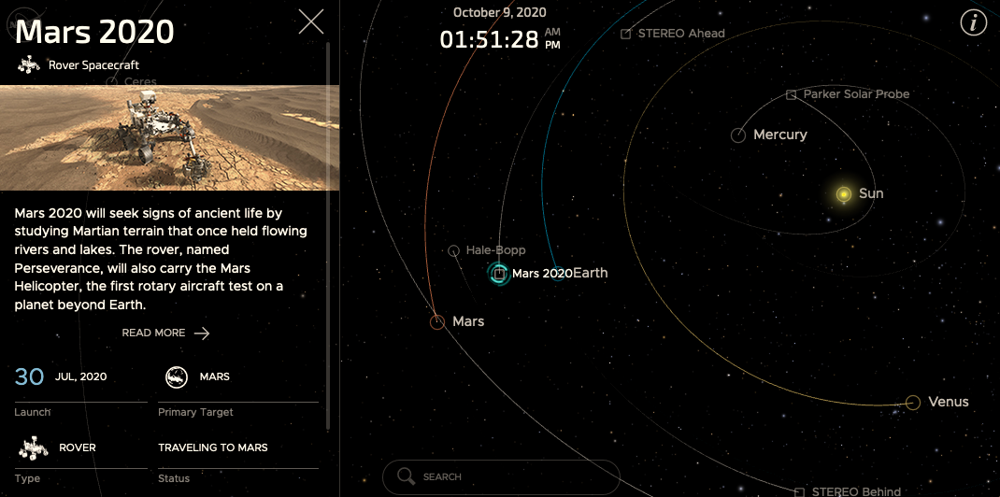 Mars 2020
Rover Spacecraft
Ceres
Mars 2020 will seek signs of ancient life by
studying Martian terrain that once held flowing
rivers and lakes. The rover, named
Perseverance, will also carry the Mars
Helicopter, the first rotary aircraft test on a
planet beyond Earth.
READ MORE
30 JUL, 2020
Launch
MARS
Primary Target
ROVER
Type
TRAVELING TO MARS
Status
October 9, 2020
01:51:28 AM
PM
i
STEREO Ahead
Parker Solar Probe
Mercury
Sun
Hale-Bopp
Mars 2020
Earth
Mars
Venus
SEARCH
STEREO Behind